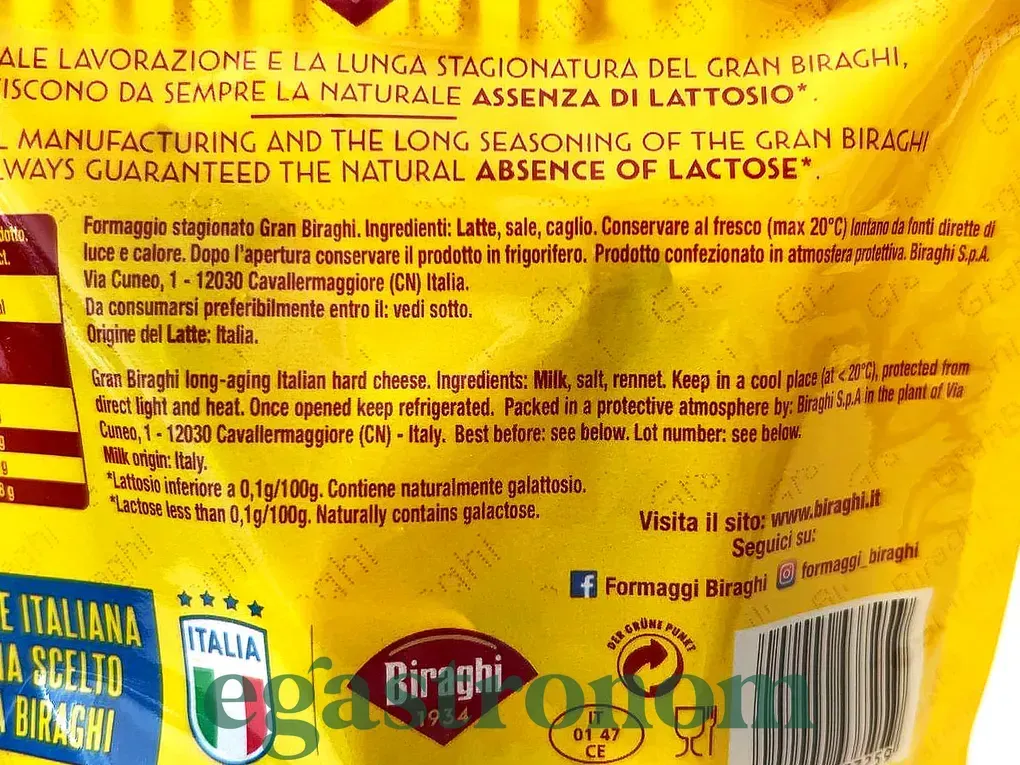 ALE LAVORAZIONE E LA LUNGA STAGIONATURA DEL GRAN BIRAGHI,
ISCONO DA SEMPRE LA NATURALE ASSENZA DI LATTOSIO*.
L MANUFACTURING AND THE LONG SEASONING OF THE GRAN BIRAGHI
WAYS GUARANTEED THE NATURAL ABSENCE OF LACTOSE*.
Formaggio stagionato Gran Biraghi. Ingredienti: Latte, sale, caglio. Conservare al fresco (max 20°C) lontano da fonti dirette di
luce e calore. Dopo l'apertura conservare il prodotto in frigorifero. Prodotto confezionato in atmosfera protettiva. Biraghi S.p.A.
Via Cuneo, 1 - 12030 Cavallermaggiore (CN) Italia.
Da consumarsi preferibilmente entro il: vedi sotto.
Origine del Latte: Italia.
Gran Biraghi long-aging Italian hard cheese. Ingredients: Milk, salt, rennet. Keep in a cool place (at <20°C), protected from
direct light and heat. Once opened keep refrigerated. Packed in a protective atmosphere by: Biraghi S.p.A in the plant of Via
Cuneo, 1 - 12030 Cavallermaggiore (CN) - Italy. Best before: see below. Lot number: see below.
Milk origin: Italy.
*Lattosio inferiore a 0,1g/100g. Contiene naturalmente galattosio.
*Lactose less than 0,1g/100g. Naturally contains galactose.
Visita il sito: www.biraghi.it
Seguici su:
Formaggi Biraghi formaggi_biraghi
E ITALIANA
HA SCELTO
BIRAGHI
ITALIA
Biraghi
1934
DER GRÜNE PUNKT
IT
01 47
CE
egastronom